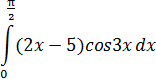 ∫₀^(π/2) (2x − 5)cos3x dx